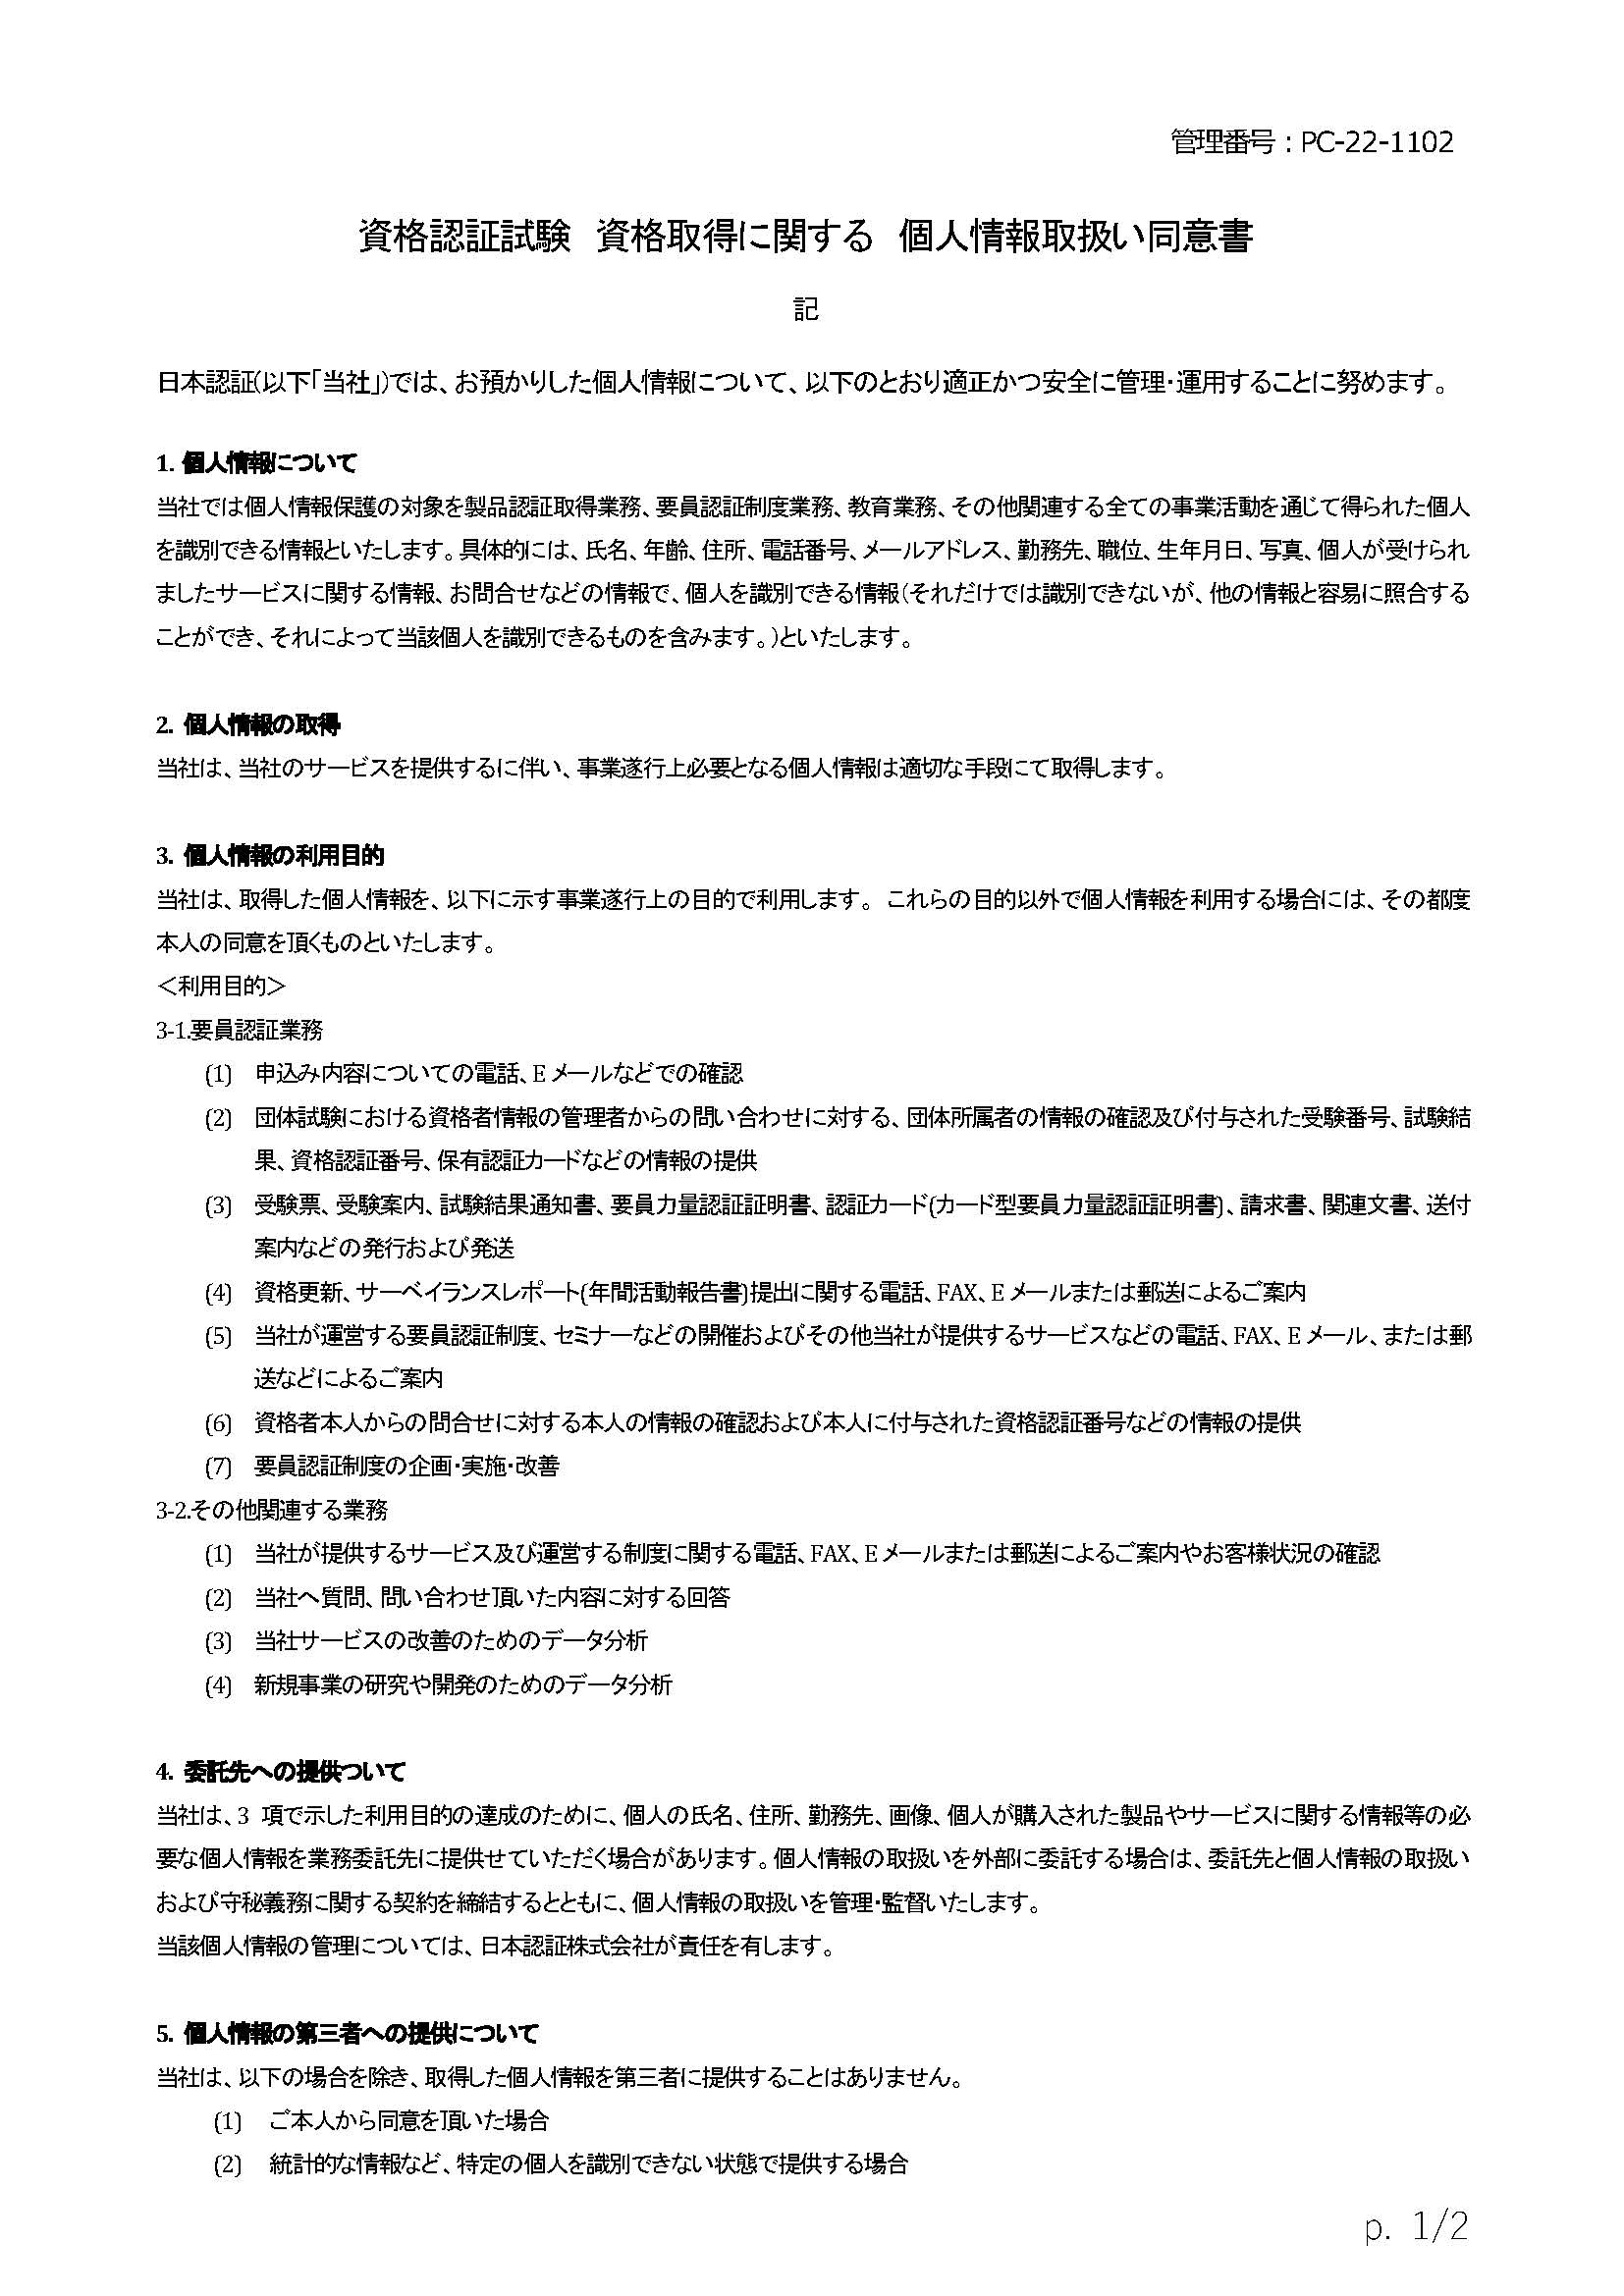 管理番号：PC-22-1102
資格認証試験　資格取得に関する　個人情報取扱い同意書
記
日本認証(以下｢当社｣)では、お預かりした個人情報について、以下のとおり適正かつ安全に管理･運用することに努めます。
1. 個人情報について
当社では個人情報保護の対象を製品認証取得業務、要員認証制度業務、教育業務、その他関連する全ての事業活動を通じて得られた個人
を識別できる情報といたします。具体的には、氏名、年齢、住所、電話番号、メールアドレス、勤務先、職位、生年月日、写真、個人が受けられ
ましたサービスに関する情報、お問合せなどの情報で、個人を識別できる情報（それだけでは識別できないが、他の情報と容易に照合する
ことができ、それによって当該個人を識別できるものを含みます。）といたします。
2. 個人情報の取得
当社は、当社のサービスを提供するに伴い、事業遂行上必要となる個人情報は適切な手段にて取得します。
3. 個人情報の利用目的
当社は、取得した個人情報を、以下に示す事業遂行上の目的で利用します。 これらの目的以外で個人情報を利用する場合には、その都度
本人の同意を頂くものといたします。
＜利用目的＞
3-1.要員認証業務
(1) 申込み内容についての電話、E メールなどでの確認
(2) 団体試験における資格者情報の管理者からの問い合わせに対する、団体所属者の情報の確認及び付与された受験番号、試験結
果、資格認証番号、保有認証カードなどの情報の提供
(3) 受験票、受験案内、試験結果通知書、要員力量認証証明書、認証カード(カード型要員力量認証証明書)、請求書、関連文書、送付
案内などの発行および発送
(4) 資格更新、サーベイランスレポート(年間活動報告書)提出に関する電話、FAX、E メールまたは郵送によるご案内
(5) 当社が運営する要員認証制度、セミナーなどの開催およびその他当社が提供するサービスなどの電話、FAX、E メール、または郵
送などによるご案内
(6) 資格者本人からの問合せに対する本人の情報の確認および本人に付与された資格認証番号などの情報の提供
(7) 要員認証制度の企画･実施･改善
3-2.その他関連する業務
(1) 当社が提供するサービス及び運営する制度に関する電話、FAX、E メールまたは郵送によるご案内やお客様状況の確認
(2) 当社へ質問、問い合わせ頂いた内容に対する回答
(3) 当社サービスの改善のためのデータ分析
(4) 新規事業の研究や開発のためのデータ分析
4. 委託先への提供ついて
当社は、3 項で示した利用目的の達成のために、個人の氏名、住所、勤務先、画像、個人が購入された製品やサービスに関する情報等の必
要な個人情報を業務委託先に提供せていただく場合があります。個人情報の取扱いを外部に委託する場合は、委託先と個人情報の取扱い
および守秘義務に関する契約を締結するとともに、個人情報の取扱いを管理･監督いたします。
当該個人情報の管理については、日本認証株式会社が責任を有します。
5. 個人情報の第三者への提供について
当社は、以下の場合を除き、取得した個人情報を第三者に提供することはありません。
(1) ご本人から同意を頂いた場合
(2) 統計的な情報など、特定の個人を識別できない状態で提供する場合
p. 1/2